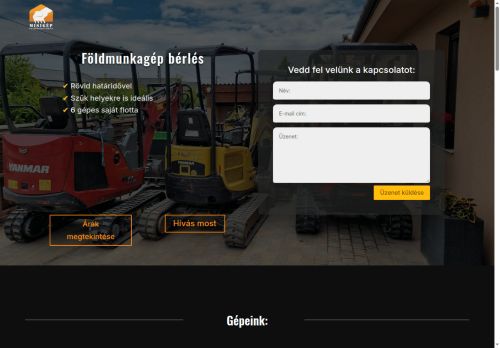 MINIGÉP
Földmunkagép bérlés
✔ Rövid határidővel
✔ Szűk helyekre is ideális
✔ 6 gépes saját flotta
Árak
megtekintése
Hívás most
Vedd fel velünk a kapcsolatot:
Név:
E-mail cím:
Üzenet:
Üzenet küldése
YANMAR
Gépeink: